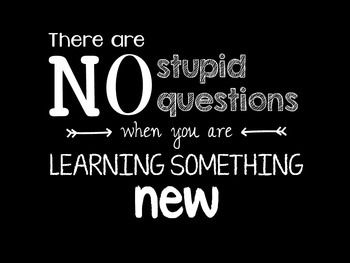 There are
NO stupid
questions
when you are
LEARNING SOMETHING
new